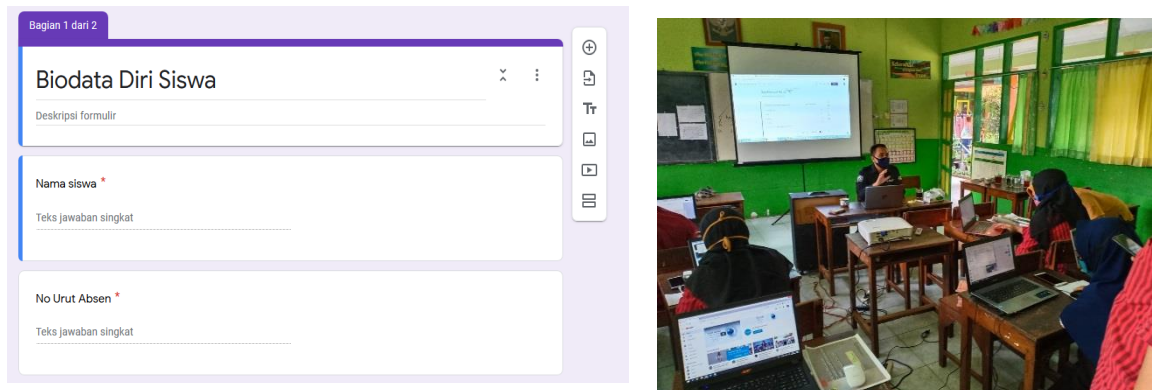 Bagian 1 dari 2
Biodata Diri Siswa
Deskripsi formulir
Nama siswa *
Teks jawaban singkat
No Urut Absen *
Teks jawaban singkat